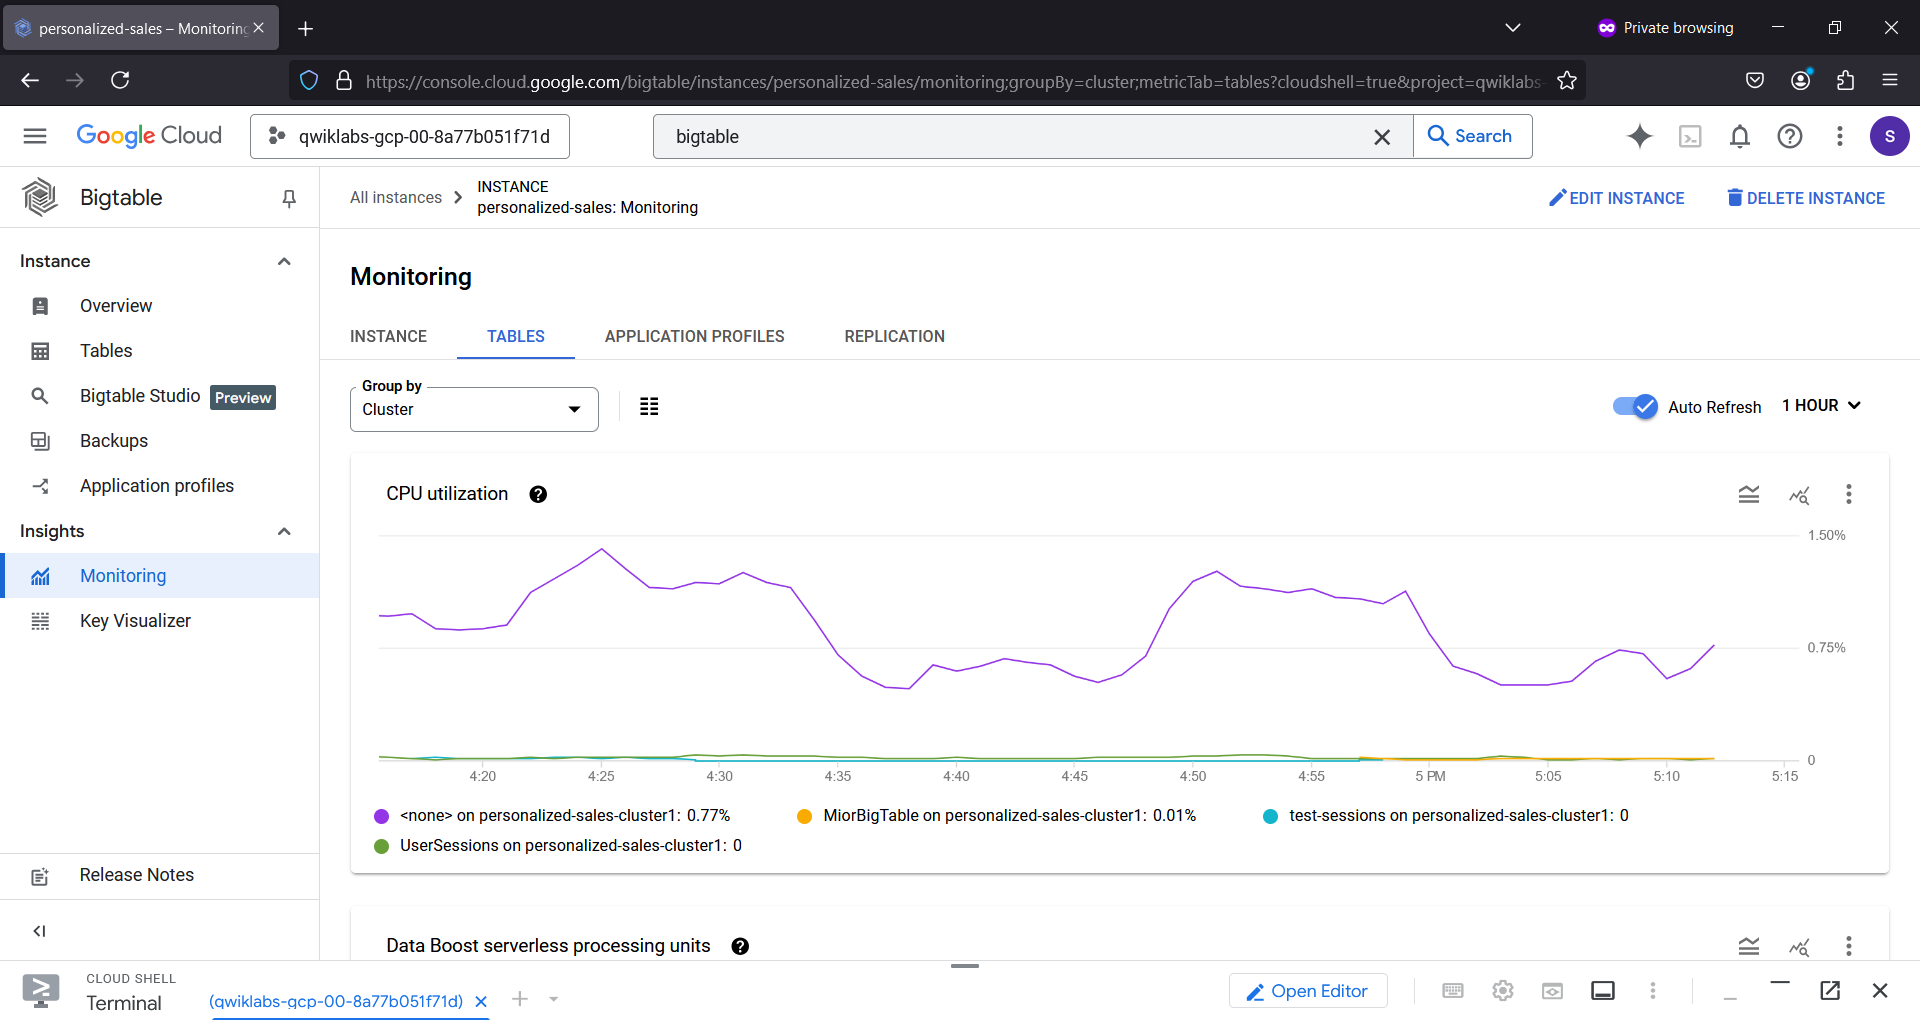 personalized-sales – Monitoring
Private browsing
https://console.cloud.google.com/bigtable/instances/personalized-sales/monitoring;groupBy=cluster;metricTab=tables?cloudshell=true&project=qwiklabs-
Google Cloud
qwiklabs-gcp-00-8a77b051f71d
bigtable
Search
S
Bigtable
All instances
INSTANCE
personalized-sales: Monitoring
EDIT INSTANCE
DELETE INSTANCE
Instance
Overview
Tables
Bigtable Studio Preview
Backups
Application profiles
Insights
Monitoring
Key Visualizer
Release Notes
Monitoring
INSTANCE TABLES APPLICATION PROFILES REPLICATION
Group by
Cluster
Auto Refresh
1 HOUR
CPU utilization
1.50%
0.75%
0
4:20 4:25 4:30 4:35 4:40 4:45 4:50 4:55 5 PM 5:05 5:10 5:15
<none> on personalized-sales-cluster1: 0.77%
MiorBigTable on personalized-sales-cluster1: 0.01%
test-sessions on personalized-sales-cluster1: 0
UserSessions on personalized-sales-cluster1: 0
Data Boost serverless processing units
CLOUD SHELL
Terminal
(qwiklabs-gcp-00-8a77b051f71d)
Open Editor